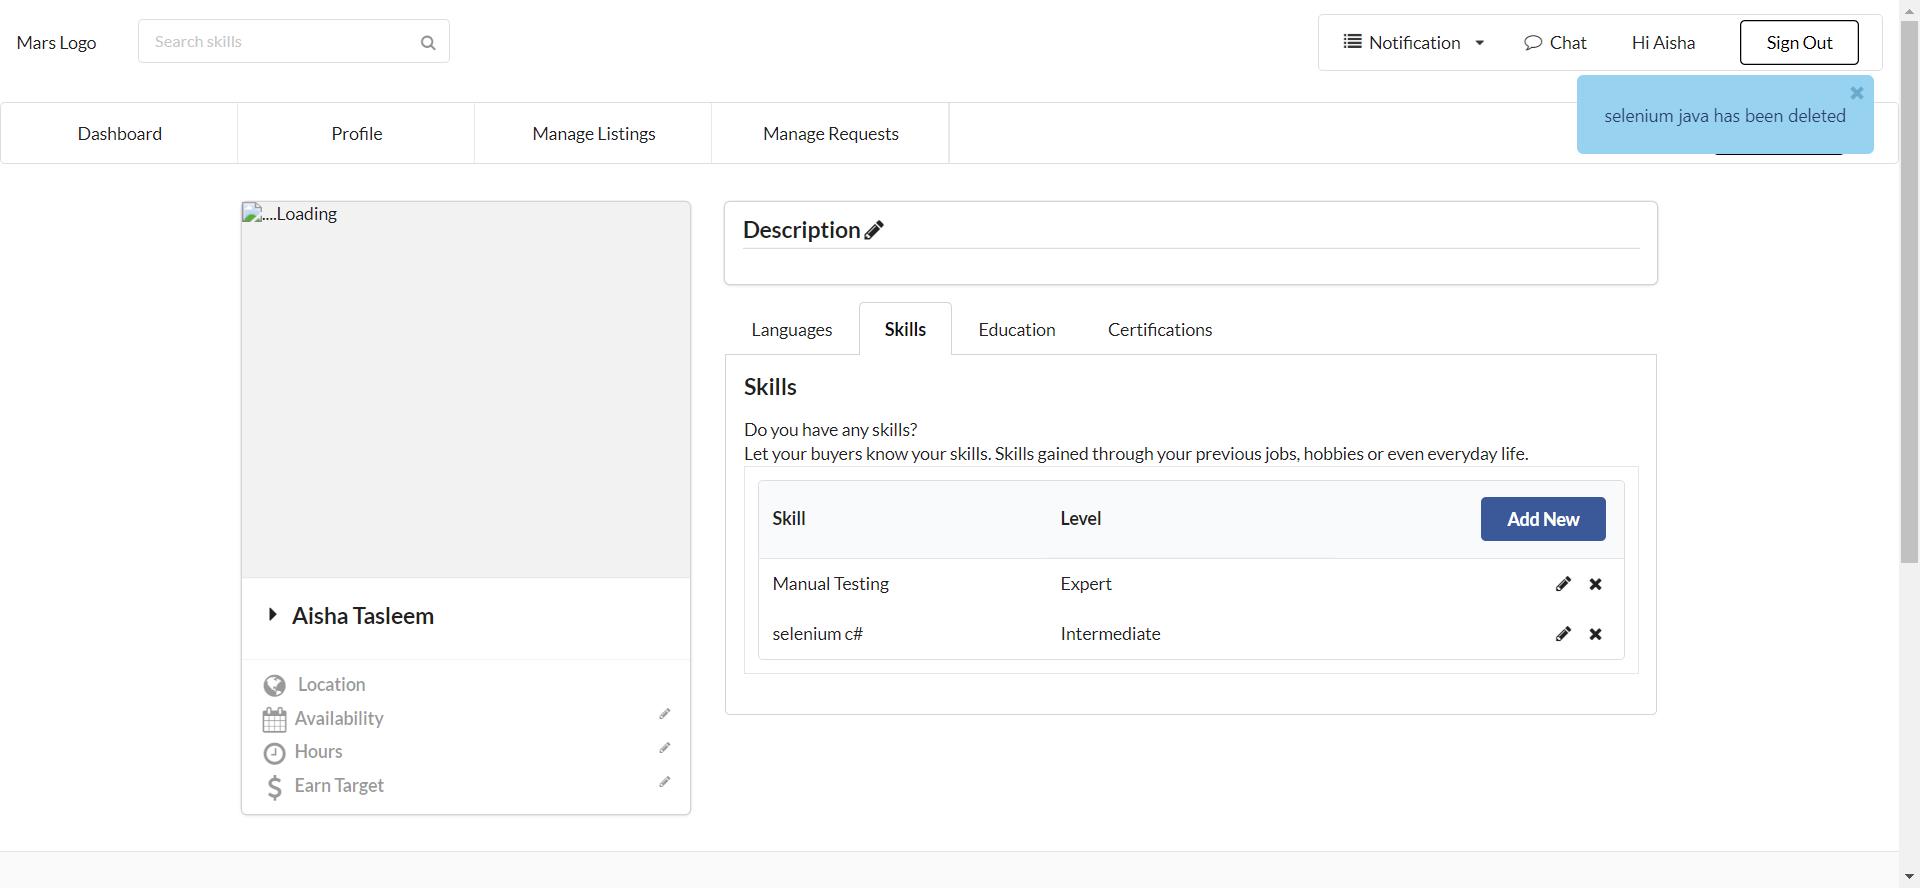 Mars Logo
Search skills
Notification
Chat
Hi Aisha
Sign Out
selenium java has been deleted
Dashboard
Profile
Manage Listings
Manage Requests
....Loading
Aisha Tasleem
Location
Availability
Hours
Earn Target
Description
Languages
Skills
Education
Certifications
Skills
Do you have any skills?
Let your buyers know your skills. Skills gained through your previous jobs, hobbies or even everyday life.
Skill Level Add New
Manual Testing Expert
selenium c# Intermediate